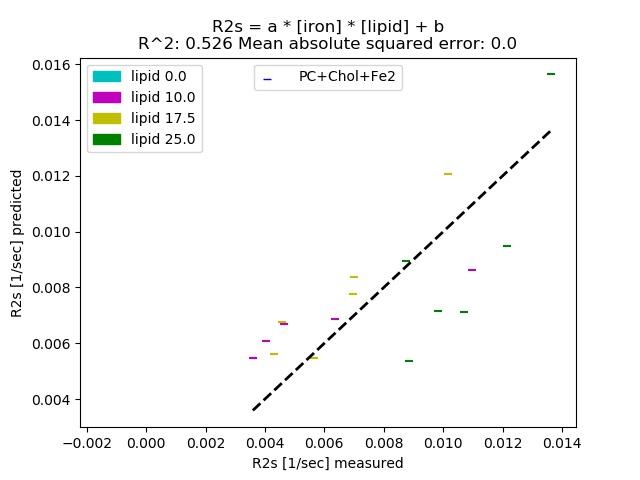 R2s = a * [iron] * [lipid] + b
R^2: 0.526 Mean absolute squared error: 0.0
lipid 0.0
lipid 10.0
lipid 17.5
lipid 25.0
PC+Chol+Fe2
R2s [1/sec] predicted
0.016
0.014
0.012
0.010
0.008
0.006
0.004
−0.002 0.000 0.002 0.004 0.006 0.008 0.010 0.012 0.014
R2s [1/sec] measured